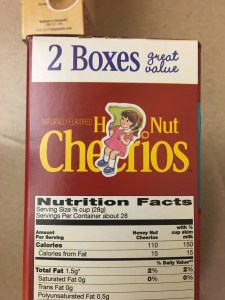 2 Boxes great value
NATURALLY FLAVORED H Nut
Che rios
Nutrition Facts
Serving Size ¾ cup (28g)
Servings Per Container about 28
Amount Per Serving Honey Nut Cheerios with ½ cup skim milk
Calories 110 150
Calories from Fat 15 15
% Daily Value**
Total Fat 1.5g* 2% 2%
Saturated Fat 0g 0% 0%
Trans Fat 0g
Polyunsaturated Fat 0.5g